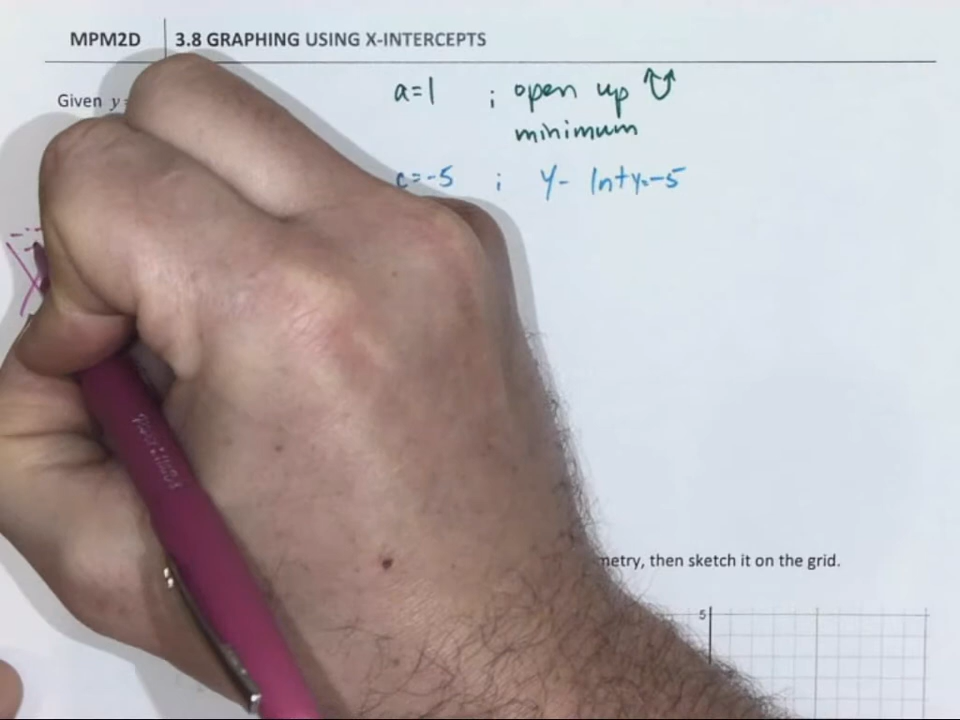 MPM2D 3.8 GRAPHING USING X-INTERCEPTS
Given y a=1 ; open up
minimum
c=-5 ; y- Int y=-5
metry, then sketch it on the grid.
5